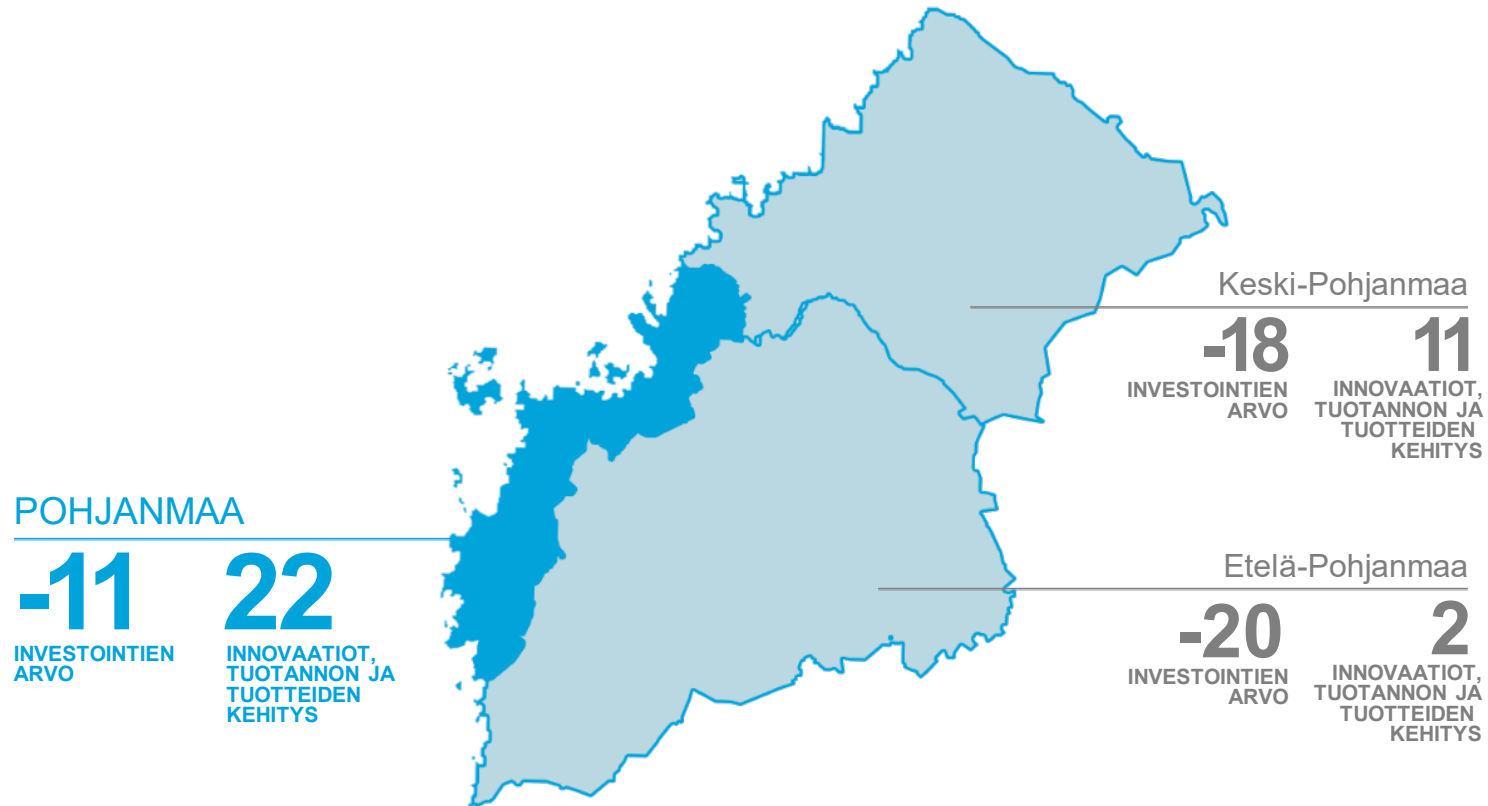 Keski-Pohjanmaa
-18
INVESTOINTIEN
ARVO
11
INNOVAATIOT,
TUOTANNON JA
TUOTTEIDEN
KEHITYS
POHJANMAA
-11
INVESTOINTIEN
ARVO
22
INNOVAATIOT,
TUOTANNON JA
TUOTTEIDEN
KEHITYS
Etelä-Pohjanmaa
-20
INVESTOINTIEN
ARVO
2
INNOVAATIOT,
TUOTANNON JA
TUOTTEIDEN
KEHITYS